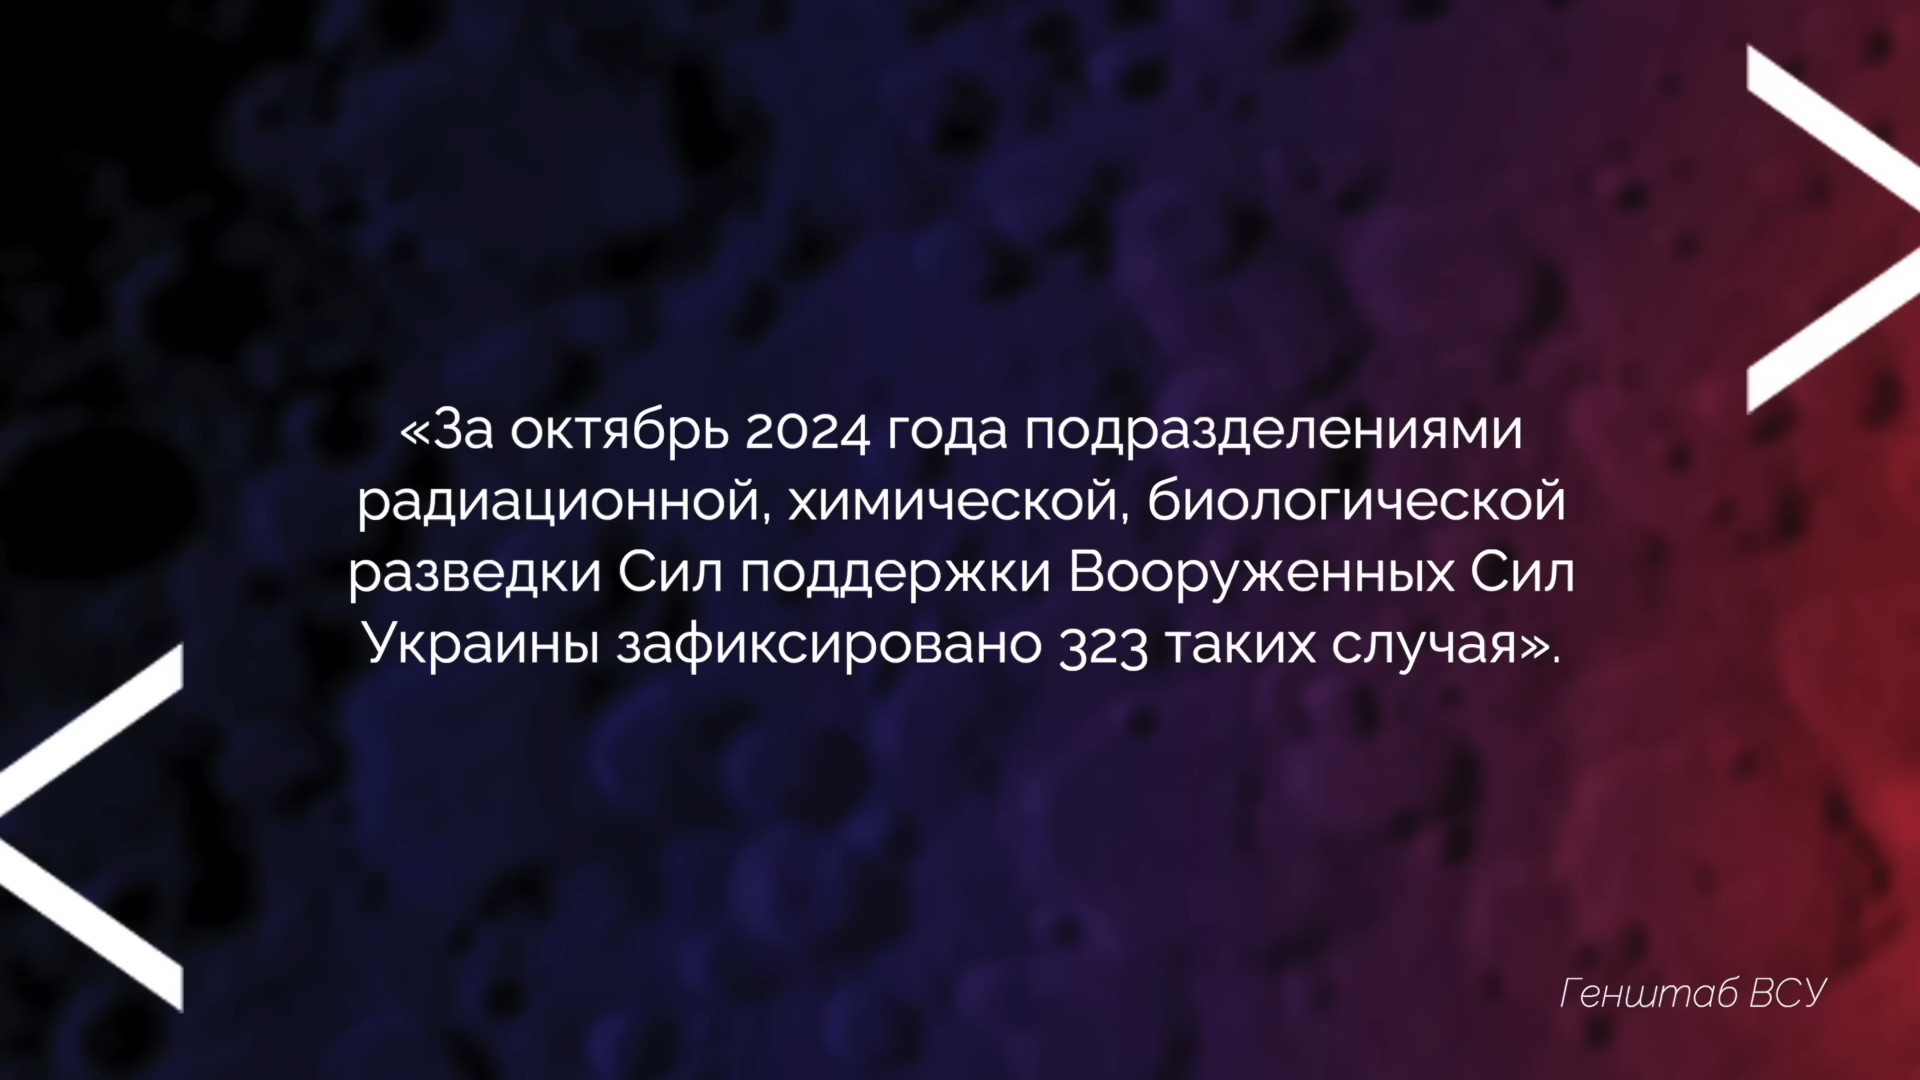 «За октябрь 2024 года подразделениями
радиационной, химической, биологической
разведки Сил поддержки Вооруженных Сил
Украины зафиксировано 323 таких случая».
Генштаб ВСУ